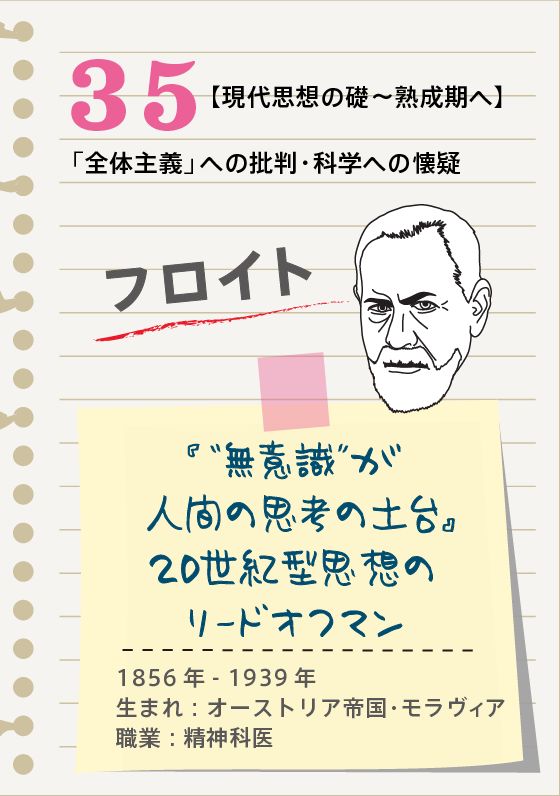 35【現代思想の礎～熟成期へ】
「全体主義」への批判・科学への懐疑
フロイト
『"無意識"が
人間の思考の土台』
20世紀型思想の
リードオフマン
1856年-1939年
生まれ：オーストリア帝国・モラヴィア
職業：精神科医